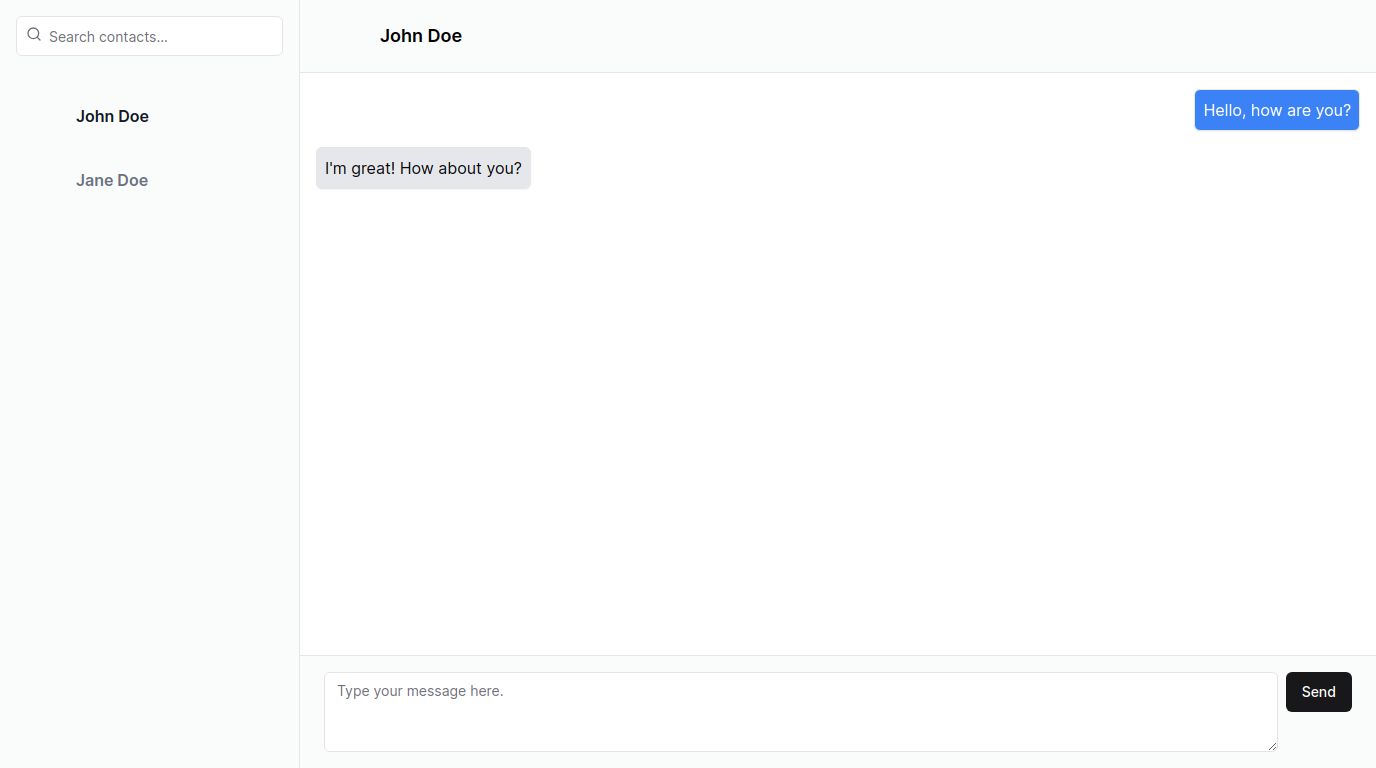 Search contacts...
John Doe
Jane Doe
John Doe
Hello, how are you?
I'm great! How about you?
Type your message here.
Send